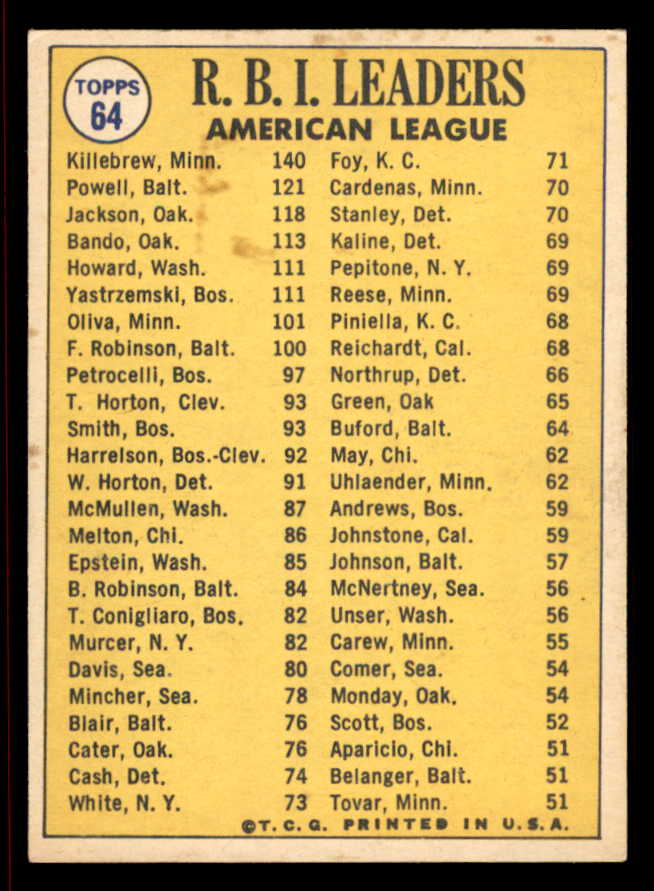 TOPPS
64
R. B. I. LEADERS
AMERICAN LEAGUE
Killebrew, Minn. 140
Powell, Balt. 121
Jackson, Oak. 118
Bando, Oak. 113
Howard, Wash. 111
Yastrzemski, Bos. 111
Oliva, Minn. 101
F. Robinson, Balt. 100
Petrocelli, Bos. 97
T. Horton, Clev. 93
Smith, Bos. 93
Harrelson, Bos.-Clev. 92
W. Horton, Det. 91
McMullen, Wash. 87
Melton, Chi. 86
Epstein, Wash. 85
B. Robinson, Balt. 84
T. Conigliaro, Bos. 82
Murcer, N. Y. 82
Davis, Sea. 80
Mincher, Sea. 78
Blair, Balt. 76
Cater, Oak. 76
Cash, Det. 74
White, N. Y. 73
Foy, K. C. 71
Cardenas, Minn. 70
Stanley, Det. 70
Kaline, Det. 69
Pepitone, N. Y. 69
Reese, Minn. 69
Piniella, K. C. 68
Reichardt, Cal. 68
Northrup, Det. 66
Green, Oak 65
Buford, Balt. 64
May, Chi. 62
Uhlaender, Minn. 62
Andrews, Bos. 59
Johnstone, Cal. 59
Johnson, Balt. 57
McNertney, Sea. 56
Unser, Wash. 56
Carew, Minn. 55
Comer, Sea. 54
Monday, Oak. 54
Scott, Bos. 52
Aparicio, Chi. 51
Belanger, Balt. 51
Tovar, Minn. 51
©T. C. G. PRINTED IN U. S. A.